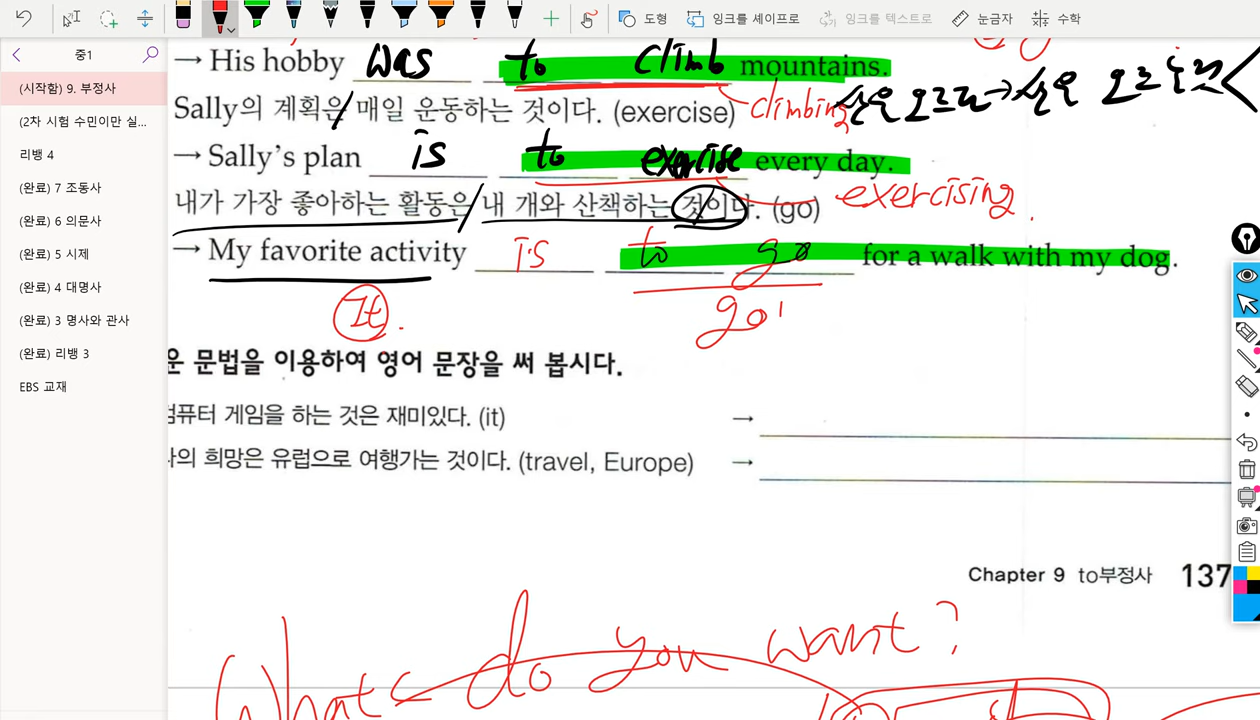 도형 잉크를 셰이프로 잉크를 텍스트로 눈금자 수학
중1
(시작함) 9. 부정사
(2차 시험 수민이만 실...
리뱅 4
(완료) 7 조동사
(완료) 6 의문사
(완료) 5 시제
(완료) 4 대명사
(완료) 3 명사와 관사
(완료) 리벵 3
EBS 교재
→ His hobby was to climb mountains.
climbing 산을 오르다→산을 오르는것
Sally의 계획은/ 매일 운동하는 것이다. (exercise)
→ Sally's plan is to exercise every day.
exercising
내가 가장 좋아하는 활동은/ 내 개와 산책하는 것이다. (go)
→ My favorite activity is to go for a walk with my dog.
It.
운 문법을 이용하여 영어 문장을 써 봅시다.
컴퓨터 게임을 하는 것은 재미있다. (it) →
나의 희망은 유럽으로 여행가는 것이다. (travel, Europe) →
Chapter 9 to부정사 137
What do you want?